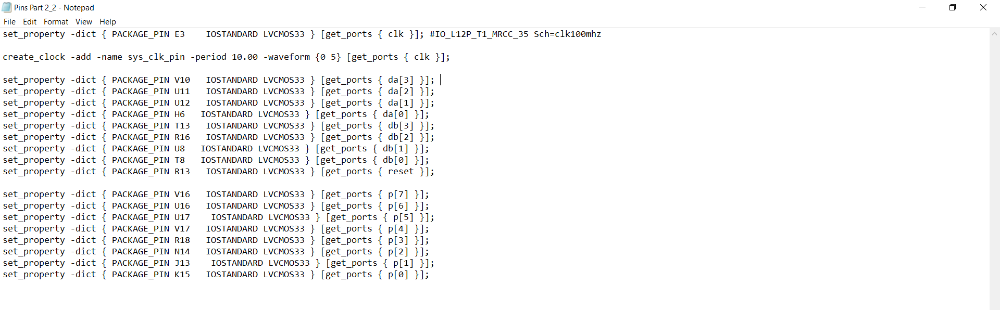 Pins Part 2_2 - Notepad
File Edit Format View Help
set_property -dict { PACKAGE_PIN E3    IOSTANDARD LVCMOS33 } [get_ports { clk }]; #IO_L12P_T1_MRCC_35 Sch=clk100mhz
create_clock -add -name sys_clk_pin -period 10.00 -waveform {0 5} [get_ports { clk }];
set_property -dict { PACKAGE_PIN V10   IOSTANDARD LVCMOS33 } [get_ports { da[3] }];
set_property -dict { PACKAGE_PIN U11   IOSTANDARD LVCMOS33 } [get_ports { da[2] }];
set_property -dict { PACKAGE_PIN U12   IOSTANDARD LVCMOS33 } [get_ports { da[1] }];
set_property -dict { PACKAGE_PIN H6   IOSTANDARD LVCMOS33 } [get_ports { da[0] }];
set_property -dict { PACKAGE_PIN T13   IOSTANDARD LVCMOS33 } [get_ports { db[3] }];
set_property -dict { PACKAGE_PIN R16   IOSTANDARD LVCMOS33 } [get_ports { db[2] }];
set_property -dict { PACKAGE_PIN U8   IOSTANDARD LVCMOS33 } [get_ports { db[1] }];
set_property -dict { PACKAGE_PIN T8   IOSTANDARD LVCMOS33 } [get_ports { db[0] }];
set_property -dict { PACKAGE_PIN R13   IOSTANDARD LVCMOS33 } [get_ports { reset }];
set_property -dict { PACKAGE_PIN V16   IOSTANDARD LVCMOS33 } [get_ports { p[7] }];
set_property -dict { PACKAGE_PIN U16   IOSTANDARD LVCMOS33 } [get_ports { p[6] }];
set_property -dict { PACKAGE_PIN U17    IOSTANDARD LVCMOS33 } [get_ports { p[5] }];
set_property -dict { PACKAGE_PIN V17   IOSTANDARD LVCMOS33 } [get_ports { p[4] }];
set_property -dict { PACKAGE_PIN R18   IOSTANDARD LVCMOS33 } [get_ports { p[3] }];
set_property -dict { PACKAGE_PIN N14   IOSTANDARD LVCMOS33 } [get_ports { p[2] }];
set_property -dict { PACKAGE_PIN J13    IOSTANDARD LVCMOS33 } [get_ports { p[1] }];
set_property -dict { PACKAGE_PIN K15   IOSTANDARD LVCMOS33 } [get_ports { p[0] }];